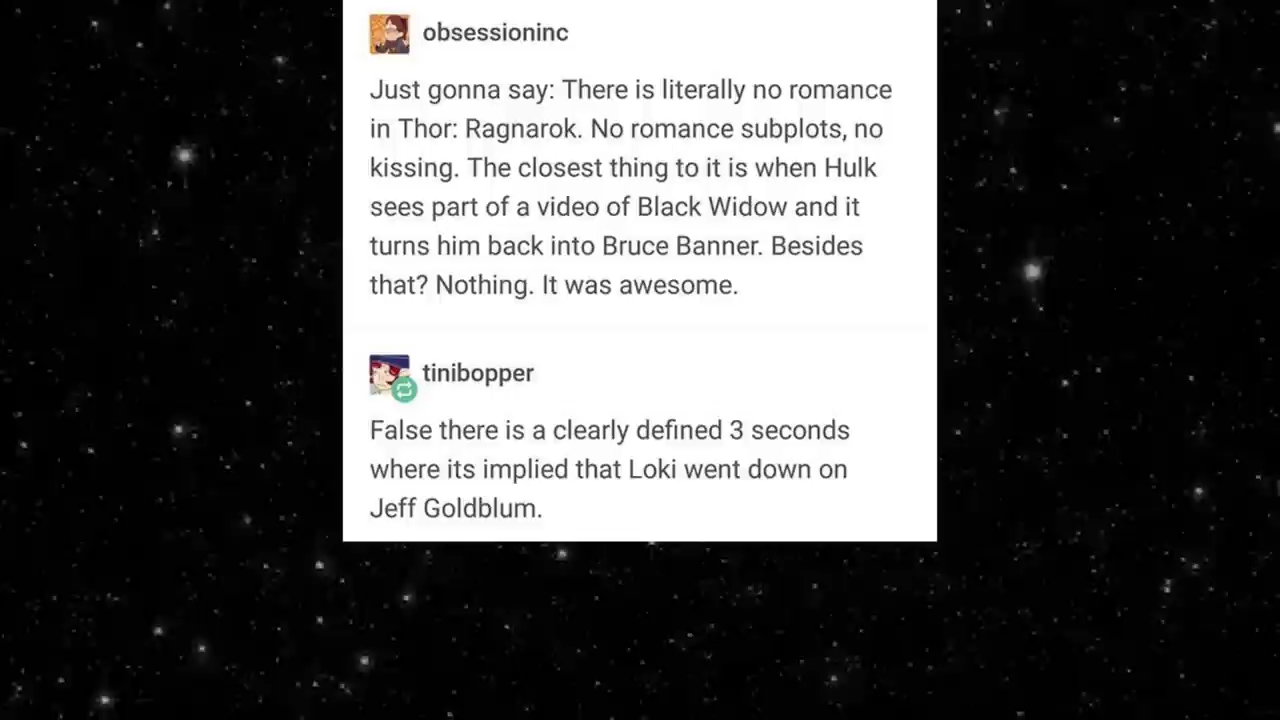 obsessioninc
Just gonna say: There is literally no romance
in Thor: Ragnarok. No romance subplots, no
kissing. The closest thing to it is when Hulk
sees part of a video of Black Widow and it
turns him back into Bruce Banner. Besides
that? Nothing. It was awesome.
tinibopper
False there is a clearly defined 3 seconds
where its implied that Loki went down on
Jeff Goldblum.